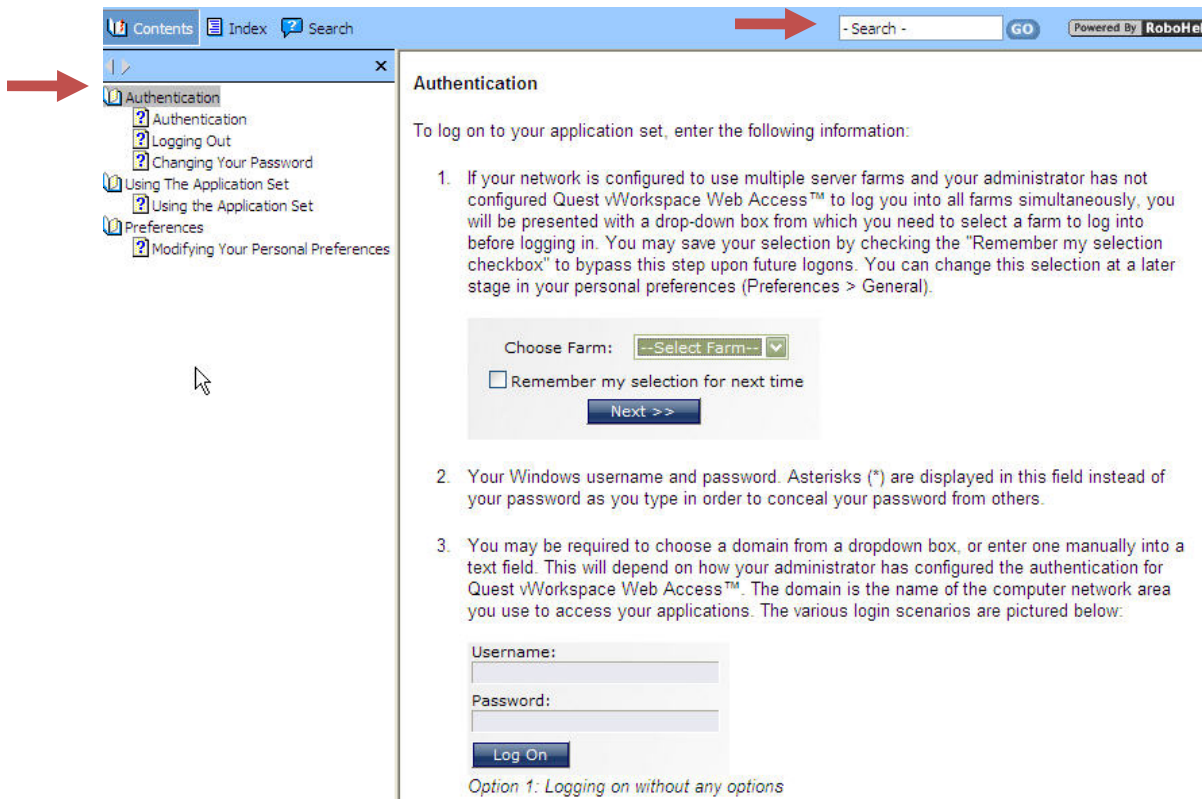 Contents Index Search - Search - GO Powered By RoboHel
Authentication
Authentication
Logging Out
Changing Your Password
Using The Application Set
Using the Application Set
Preferences
Modifying Your Personal Preferences
Authentication
To log on to your application set, enter the following information:
1. If your network is configured to use multiple server farms and your administrator has not
configured Quest vWorkspace Web Access™ to log you into all farms simultaneously, you
will be presented with a drop-down box from which you need to select a farm to log into
before logging in. You may save your selection by checking the "Remember my selection
checkbox" to bypass this step upon future logons. You can change this selection at a later
stage in your personal preferences (Preferences > General).
Choose Farm: --Select Farm--
Remember my selection for next time
Next >>
2. Your Windows username and password. Asterisks (*) are displayed in this field instead of
your password as you type in order to conceal your password from others.
3. You may be required to choose a domain from a dropdown box, or enter one manually into a
text field. This will depend on how your administrator has configured the authentication for
Quest vWorkspace Web Access™. The domain is the name of the computer network area
you use to access your applications. The various login scenarios are pictured below:
Username:
Password:
Log On
Option 1: Logging on without any options